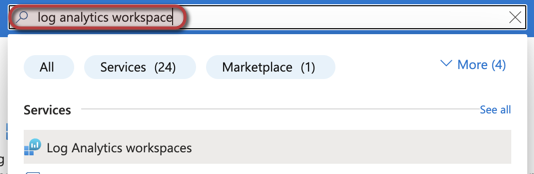 log analytics workspace
All Services (24) Marketplace (1) More (4)
Services See all
Log Analytics workspaces